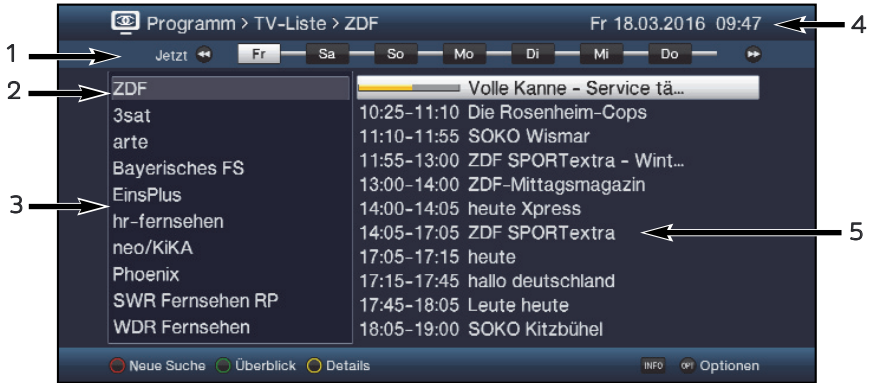 Programm > TV-Liste > ZDF Fr 18.03.2016 09:47 4
1 Jetzt Fr Sa So Mo Di Mi Do
2 ZDF Volle Kanne - Service tä...
3sat 10:25-11:10 Die Rosenheim-Cops
arte 11:10-11:55 SOKO Wismar
Bayerisches FS 11:55-13:00 ZDF SPORTextra - Wint...
3 EinsPlus 13:00-14:00 ZDF-Mittagsmagazin
hr-fernsehen 14:00-14:05 heute Xpress
neo/KiKA 14:05-17:05 ZDF SPORTextra 5
Phoenix 17:05-17:15 heute
SWR Fernsehen RP 17:15-17:45 hallo deutschland
WDR Fernsehen 17:45-18:05 Leute heute
18:05-19:00 SOKO Kitzbühel
Neue Suche Überblick Details INFO OPT Optionen